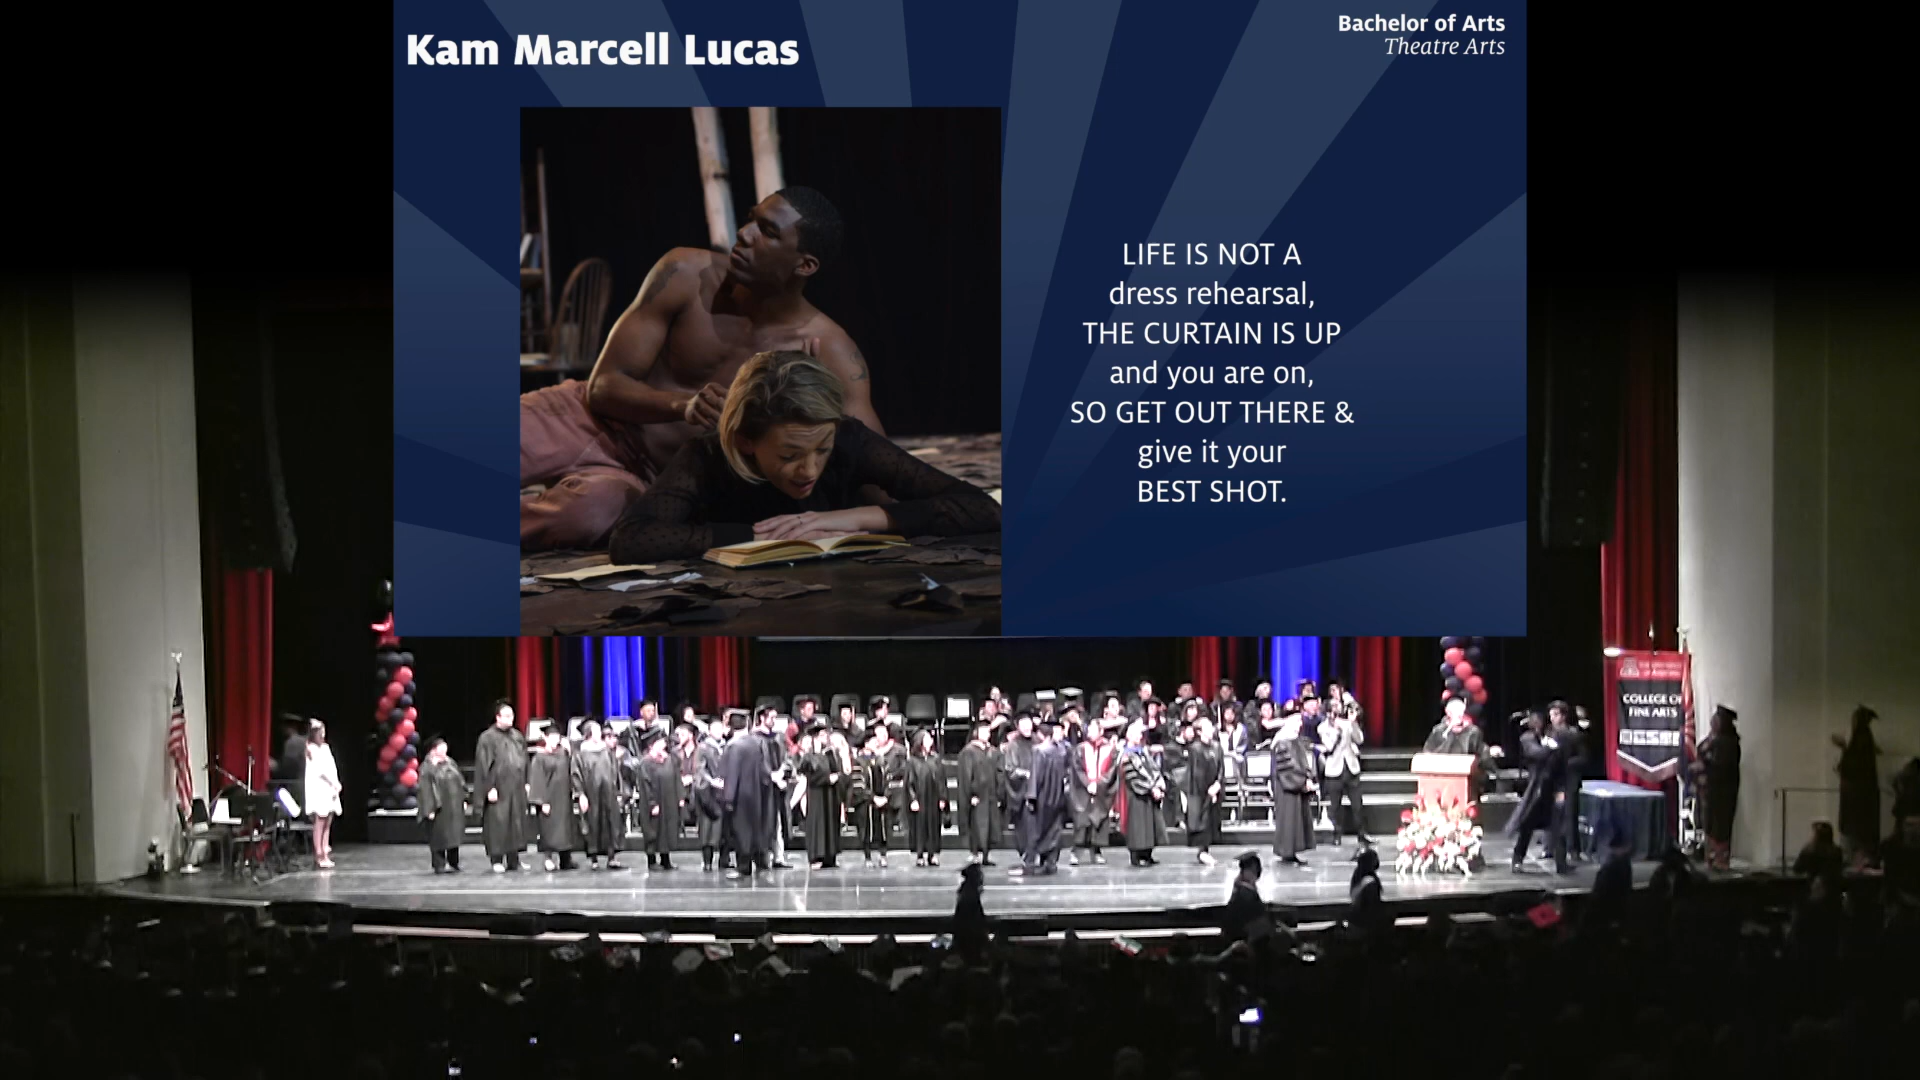 Kam Marcell Lucas
Bachelor of Arts
Theatre Arts
LIFE IS NOT A
dress rehearsal,
THE CURTAIN IS UP
and you are on,
SO GET OUT THERE &
give it your
BEST SHOT.
COLLEGE OF
FINE ARTS